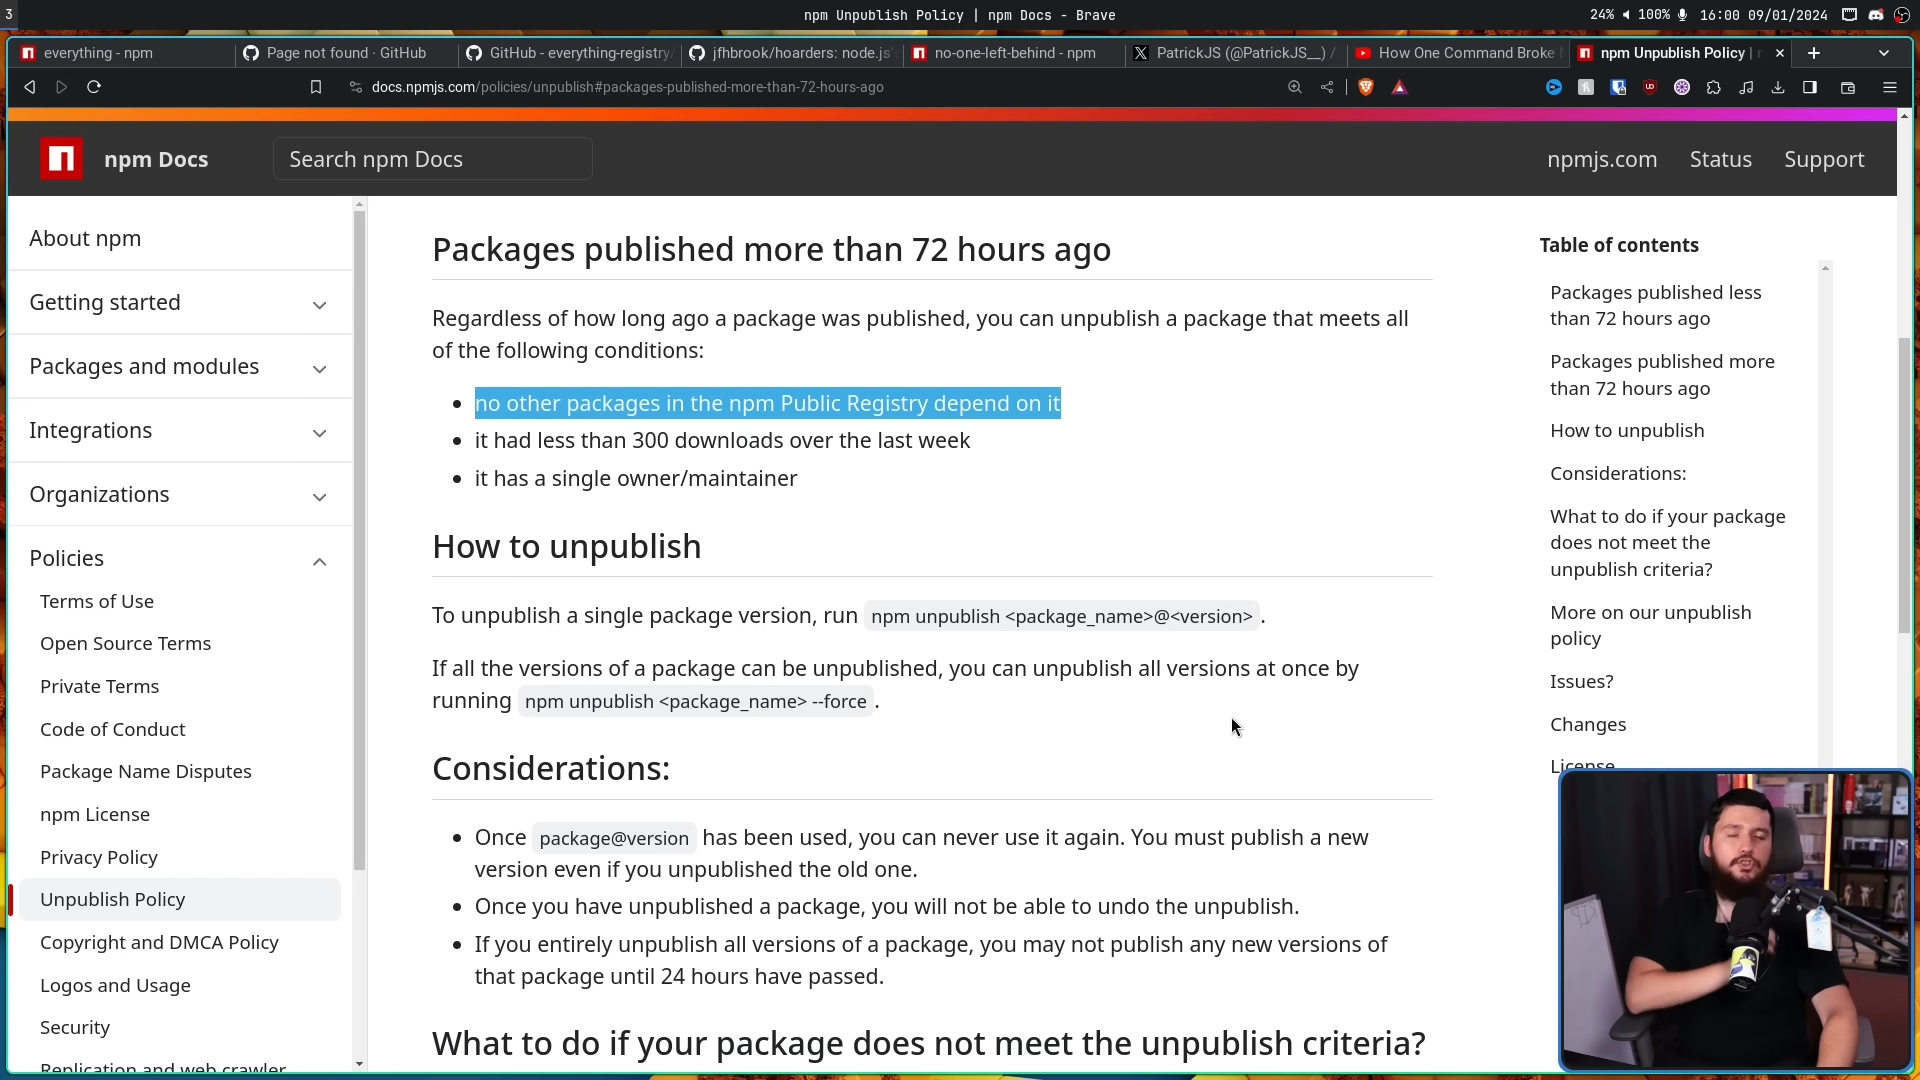 3
npm Unpublish Policy | npm Docs - Brave
24%
100%
16:00 09/01/2024
everything - npm
Page not found · GitHub
GitHub - everything-registry
jfhbrook/hoarders: node.js'
no-one-left-behind - npm
PatrickJS (@PatrickJS__) /
How One Command Broke
npm Unpublish Policy |
docs.npmjs.com/policies/unpublish#packages-published-more-than-72-hours-ago
npm Docs
Search npm Docs
npmjs.com
Status
Support
About npm
Getting started
Packages and modules
Integrations
Organizations
Policies
Terms of Use
Open Source Terms
Private Terms
Code of Conduct
Package Name Disputes
npm License
Privacy Policy
Unpublish Policy
Copyright and DMCA Policy
Logos and Usage
Security
Replication and web crawler
Packages published more than 72 hours ago
Regardless of how long ago a package was published, you can unpublish a package that meets all
of the following conditions:
no other packages in the npm Public Registry depend on it
it had less than 300 downloads over the last week
it has a single owner/maintainer
How to unpublish
To unpublish a single package version, run npm unpublish <package_name>@<version> .
If all the versions of a package can be unpublished, you can unpublish all versions at once by
running npm unpublish <package_name> --force .
Considerations:
Once package@version has been used, you can never use it again. You must publish a new
version even if you unpublished the old one.
Once you have unpublished a package, you will not be able to undo the unpublish.
If you entirely unpublish all versions of a package, you may not publish any new versions of
that package until 24 hours have passed.
What to do if your package does not meet the unpublish criteria?
Table of contents
Packages published less
than 72 hours ago
Packages published more
than 72 hours ago
How to unpublish
Considerations:
What to do if your package
does not meet the
unpublish criteria?
More on our unpublish
policy
Issues?
Changes
License